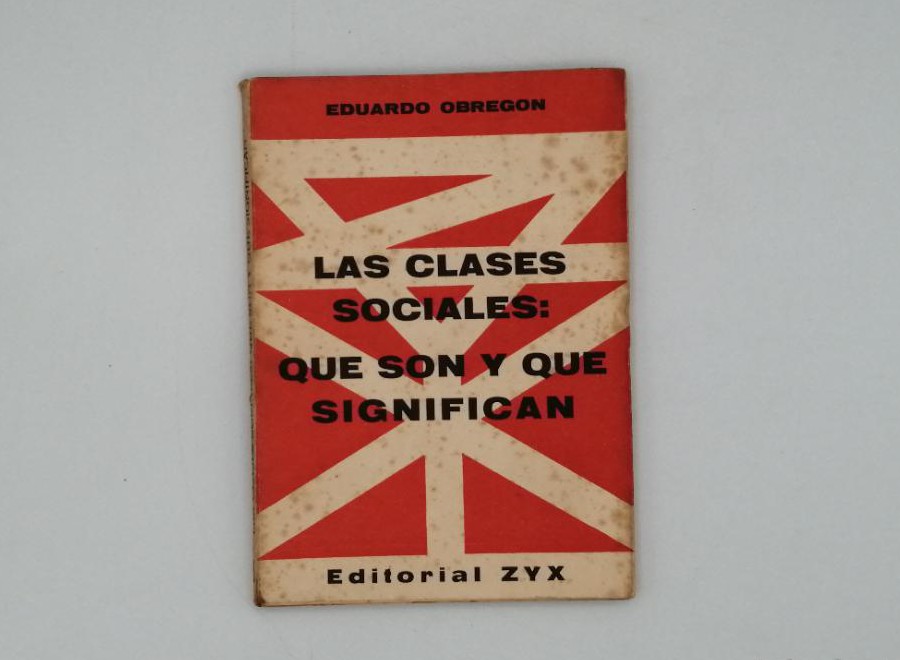 EDUARDO OBREGON
LAS CLASES
SOCIALES:
QUE SON Y QUE
SIGNIFICAN
Editorial ZYX